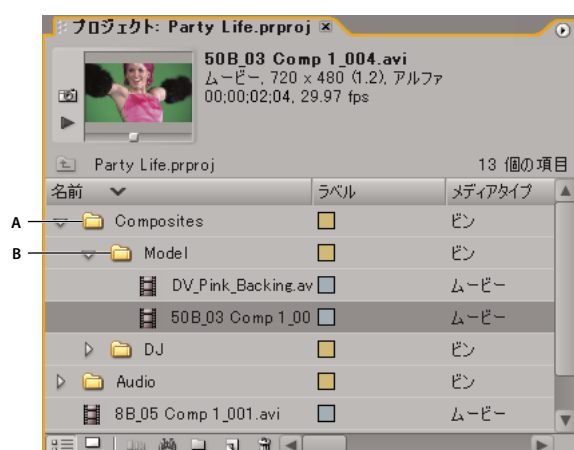 プロジェクト: Party Life.prproj
50B_03 Comp 1_004.avi
ムービー, 720 x 480 (1.2), アルファ
00;00;02;04, 29.97 fps
Party Life.prproj 13 個の項目
名前 ラベル メディアタイプ
A Composites ビン
B Model ビン
DV_Pink_Backing.av ムービー
50B_03 Comp 1_00 ムービー
DJ ビン
Audio ビン
8B_05 Comp 1_001.avi ムービー